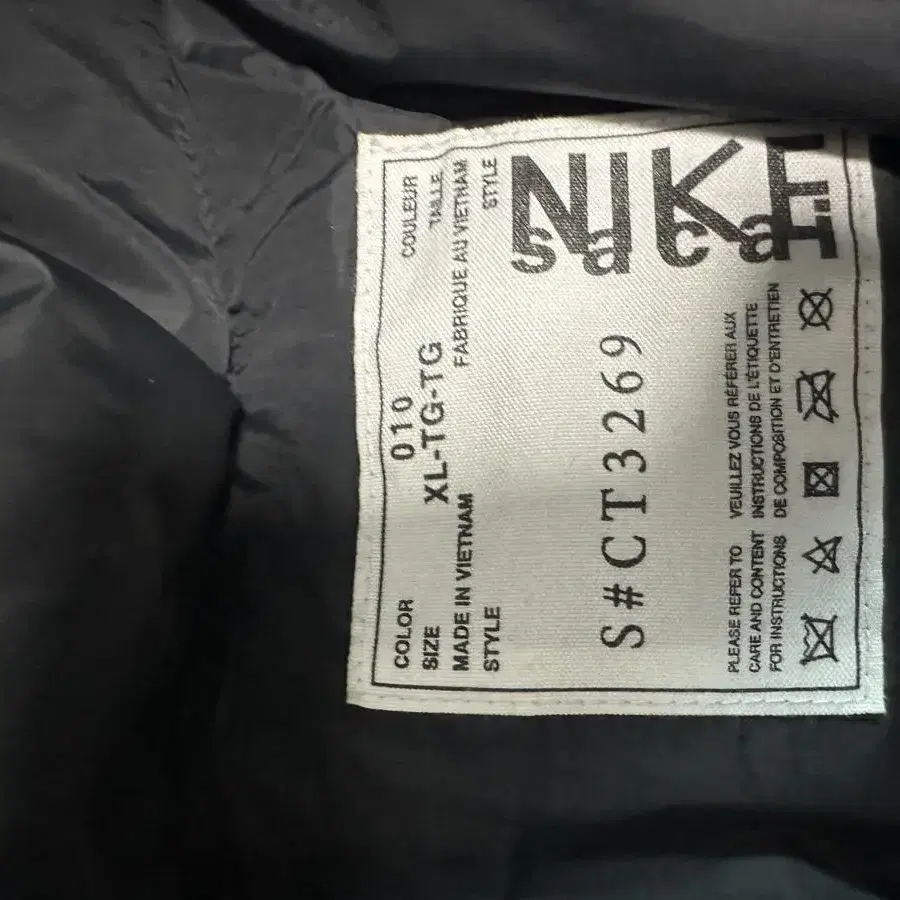 NIKE
sacai
COLOR 010 COULEUR
SIZE XL-TG-TG TAILLE
MADE IN VIETNAM FABRIQUE AU VIETNAM
STYLE STYLE
S#CT3269
PLEASE REFER TO
CARE AND CONTENT
FOR INSTRUCTIONS
VEUILLEZ VOUS RÉFÉRER AUX
INSTRUCTIONS DE L'ÉTIQUETTE
DE COMPOSITION ET D'ENTRETIEN